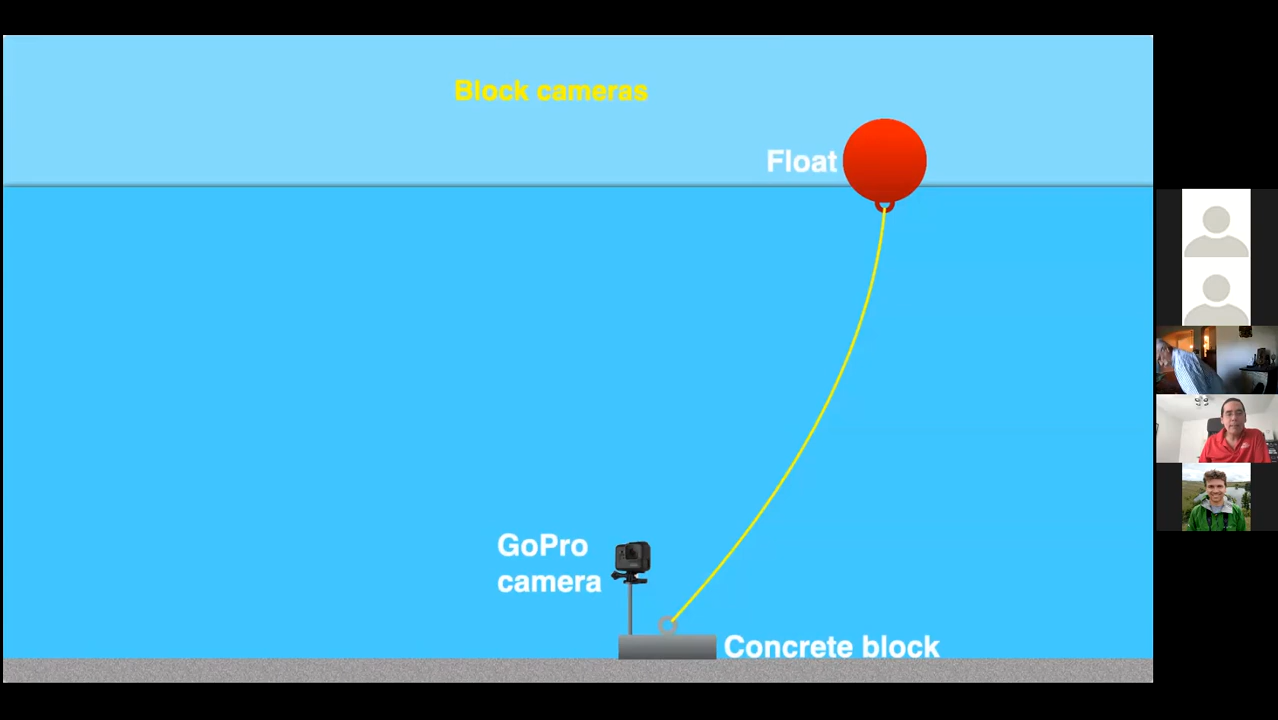 Block cameras
Float
GoPro
camera
Concrete block